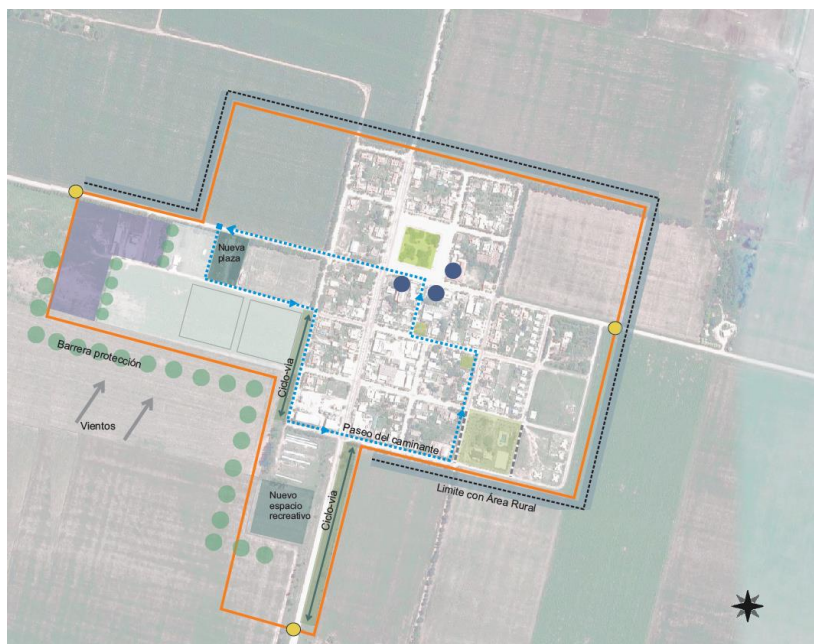 Nueva
plaza
Barrera protección
Ciclo-vía
Vientos
Paseo del caminante
Límite con Área Rural
Nuevo
espacio
recreativo
Ciclo-vía